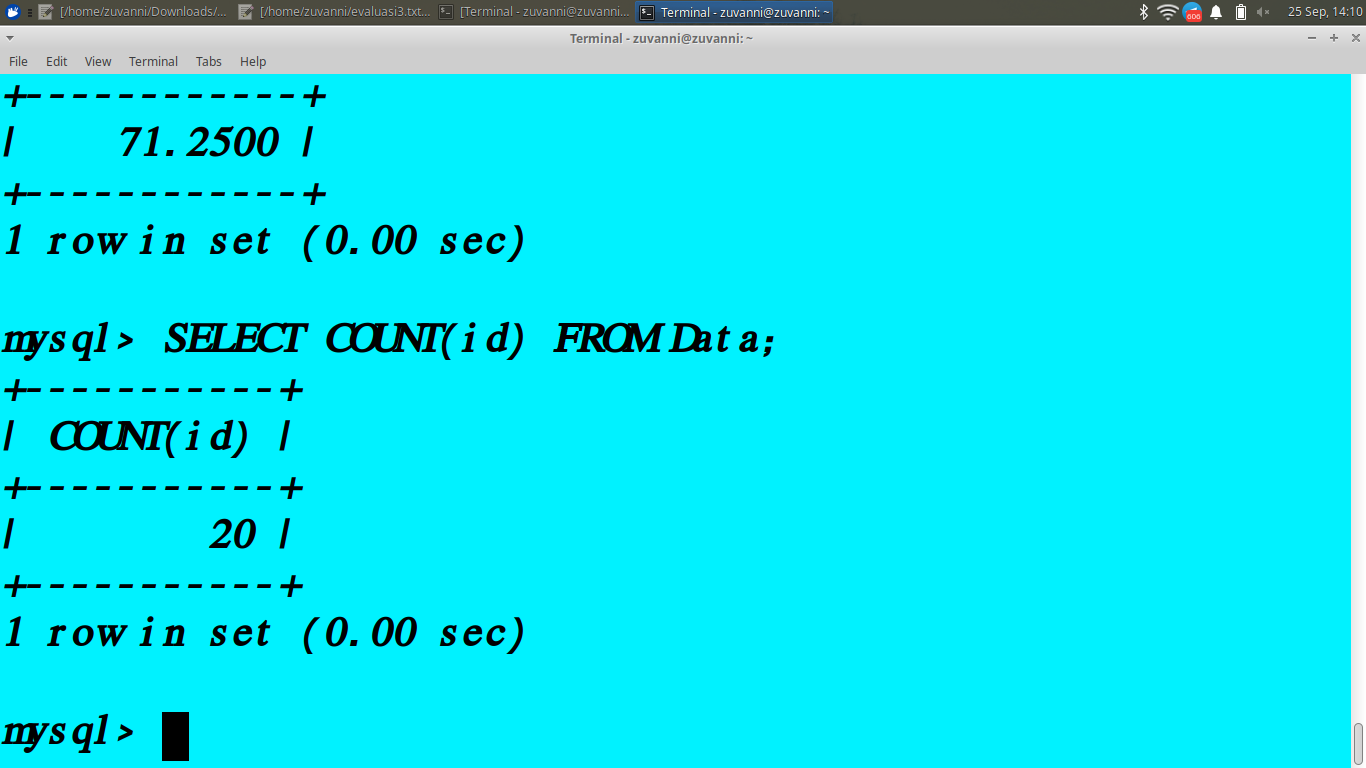 [/home/zuvanni/Downloads/... [/home/zuvanni/evaluasi3.txt... [Terminal - zuvanni@zuvanni... Terminal - zuvanni@zuvanni: ~ 600 25 Sep, 14:10
Terminal - zuvanni@zuvanni: ~
File Edit View Terminal Tabs Help
+------------+
|    71.2500 |
+------------+
1 row in set (0.00 sec)
mysql> SELECT COUNT(id) FROM Data;
+-----------+
| COUNT(id) |
+-----------+
|        20 |
+-----------+
1 row in set (0.00 sec)
mysql>